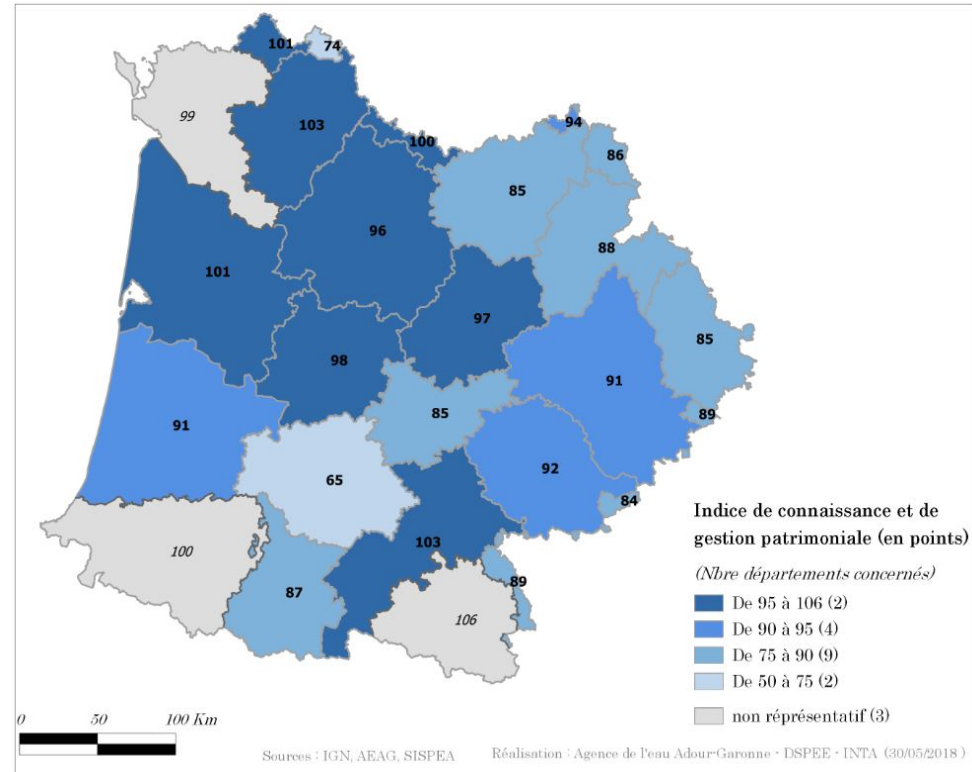 101
74
99
103
100
94
86
85
96
88
101
97
85
98
91
85
89
91
92
65
84
103
100
89
87
106
Indice de connaissance et de
gestion patrimoniale (en points)
(Nbre départements concernés)
De 95 à 106 (2)
De 90 à 95 (4)
De 75 à 90 (9)
De 50 à 75 (2)
non réprésentatif (3)
0 50 100 Km
Sources : IGN, AEAG, SISPEA Réalisation : Agence de l'eau Adour-Garonne - DSPEE - INTA (30/05/2018 )